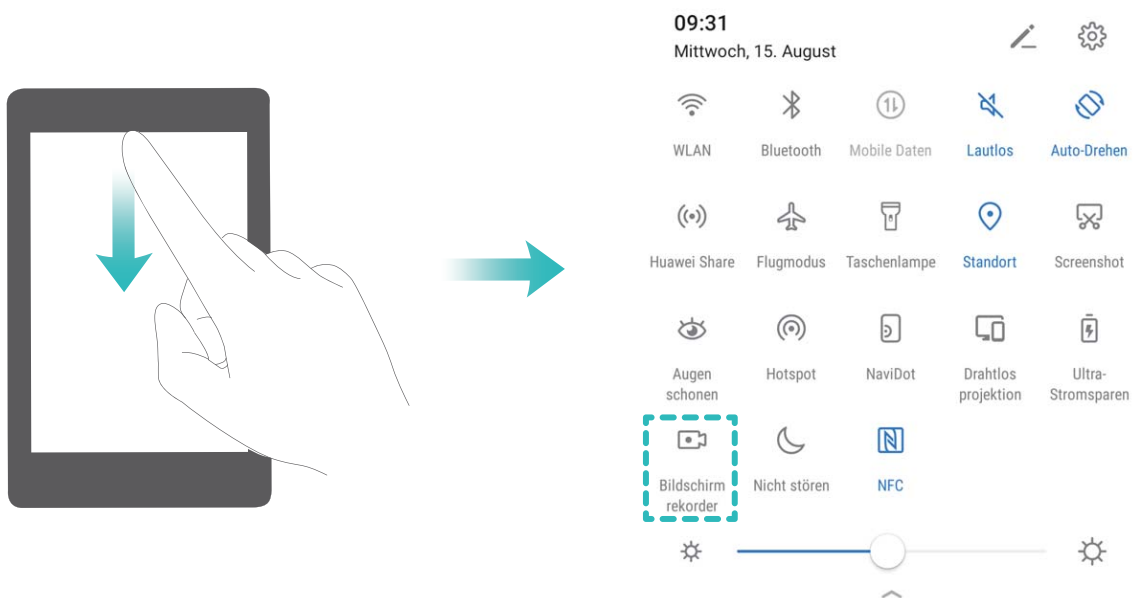 09:31
Mittwoch, 15. August
WLAN Bluetooth Mobile Daten Lautlos Auto-Drehen
Huawei Share Flugmodus Taschenlampe Standort Screenshot
Augen Hotspot NaviDot Drahtlos Ultra-
schonen projektion Stromsparen
Bildschirm Nicht stören NFC
rekorder